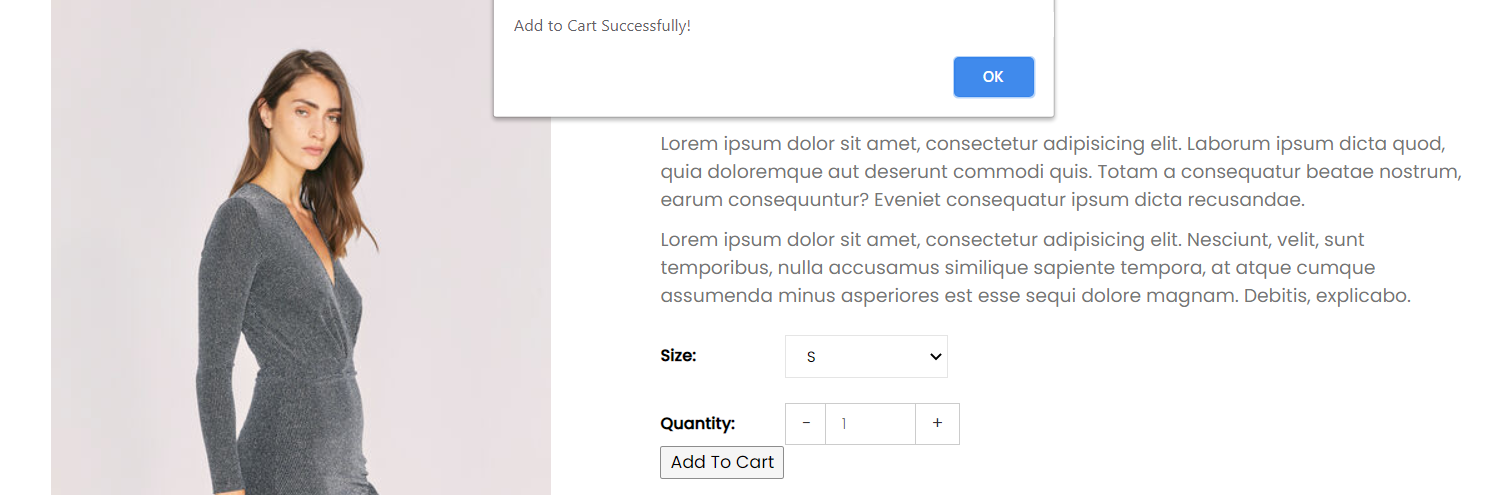 Add to Cart Successfully!
OK
Lorem ipsum dolor sit amet, consectetur adipisicing elit. Laborum ipsum dicta quod,
quia doloremque aut deserunt commodi quis. Totam a consequatur beatae nostrum,
earum consequuntur? Eveniet consequatur ipsum dicta recusandae.
Lorem ipsum dolor sit amet, consectetur adipisicing elit. Nesciunt, velit, sunt
temporibus, nulla accusamus similique sapiente tempora, at atque cumque
assumenda minus asperiores est esse sequi dolore magnam. Debitis, explicabo.
Size: S
Quantity: - 1 +
Add To Cart